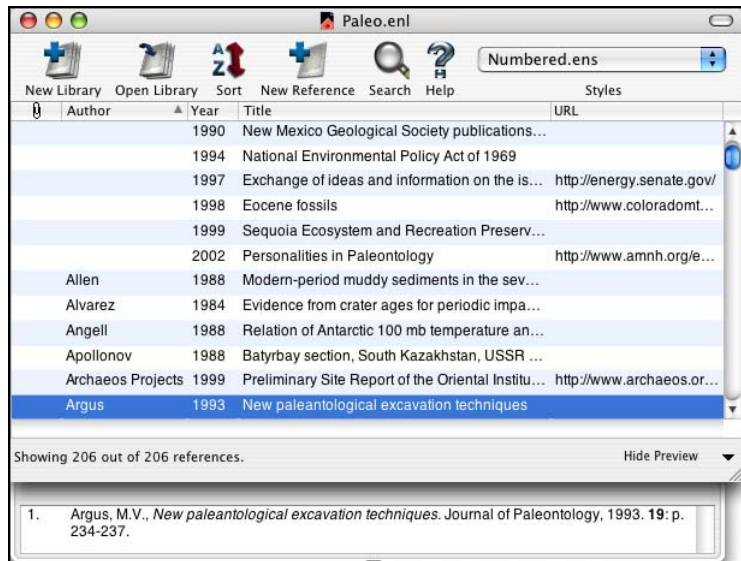 Paleo.enl
New Library Open Library Sort New Reference Search Help Numbered.ens Styles
Author Year Title URL
1990 New Mexico Geological Society publications...
1994 National Environmental Policy Act of 1969
1997 Exchange of ideas and information on the is... http://energy.senate.gov/
1998 Eocene fossils http://www.coloradomt...
1999 Sequoia Ecosystem and Recreation Preserv...
2002 Personalities in Paleontology http://www.amnh.org/e...
Allen 1988 Modern-period muddy sediments in the sev...
Alvarez 1984 Evidence from crater ages for periodic impa...
Angell 1988 Relation of Antarctic 100 mb temperature an...
Apollonov 1988 Batyrbay section, South Kazakhstan, USSR ...
Archaeos Projects 1999 Preliminary Site Report of the Oriental Institu... http://www.archaeos.or...
Argus 1993 New paleantological excavation techniques
Showing 206 out of 206 references. Hide Preview
1. Argus, M.V., New paleantological excavation techniques. Journal of Paleontology, 1993. 19: p.
234-237.